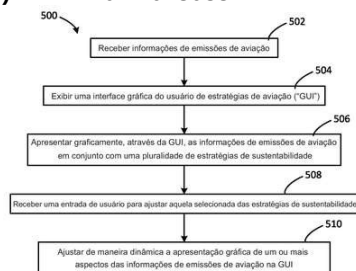 500
502
Receber informações de emissões de aviação
504
Exibir uma interface gráfica do usuário de estratégias de aviação ("GUI")
506
Apresentar graficamente, através da GUI, as informações de emissões de aviação
em conjunto com uma pluralidade de estratégias de sustentabilidade
508
Receber uma entrada de usuário para ajustar aquela selecionada das estratégias de sustentabilidade
510
Ajustar de maneira dinâmica a apresentação gráfica de um ou mais
aspectos das informações de emissões de aviação na GUI